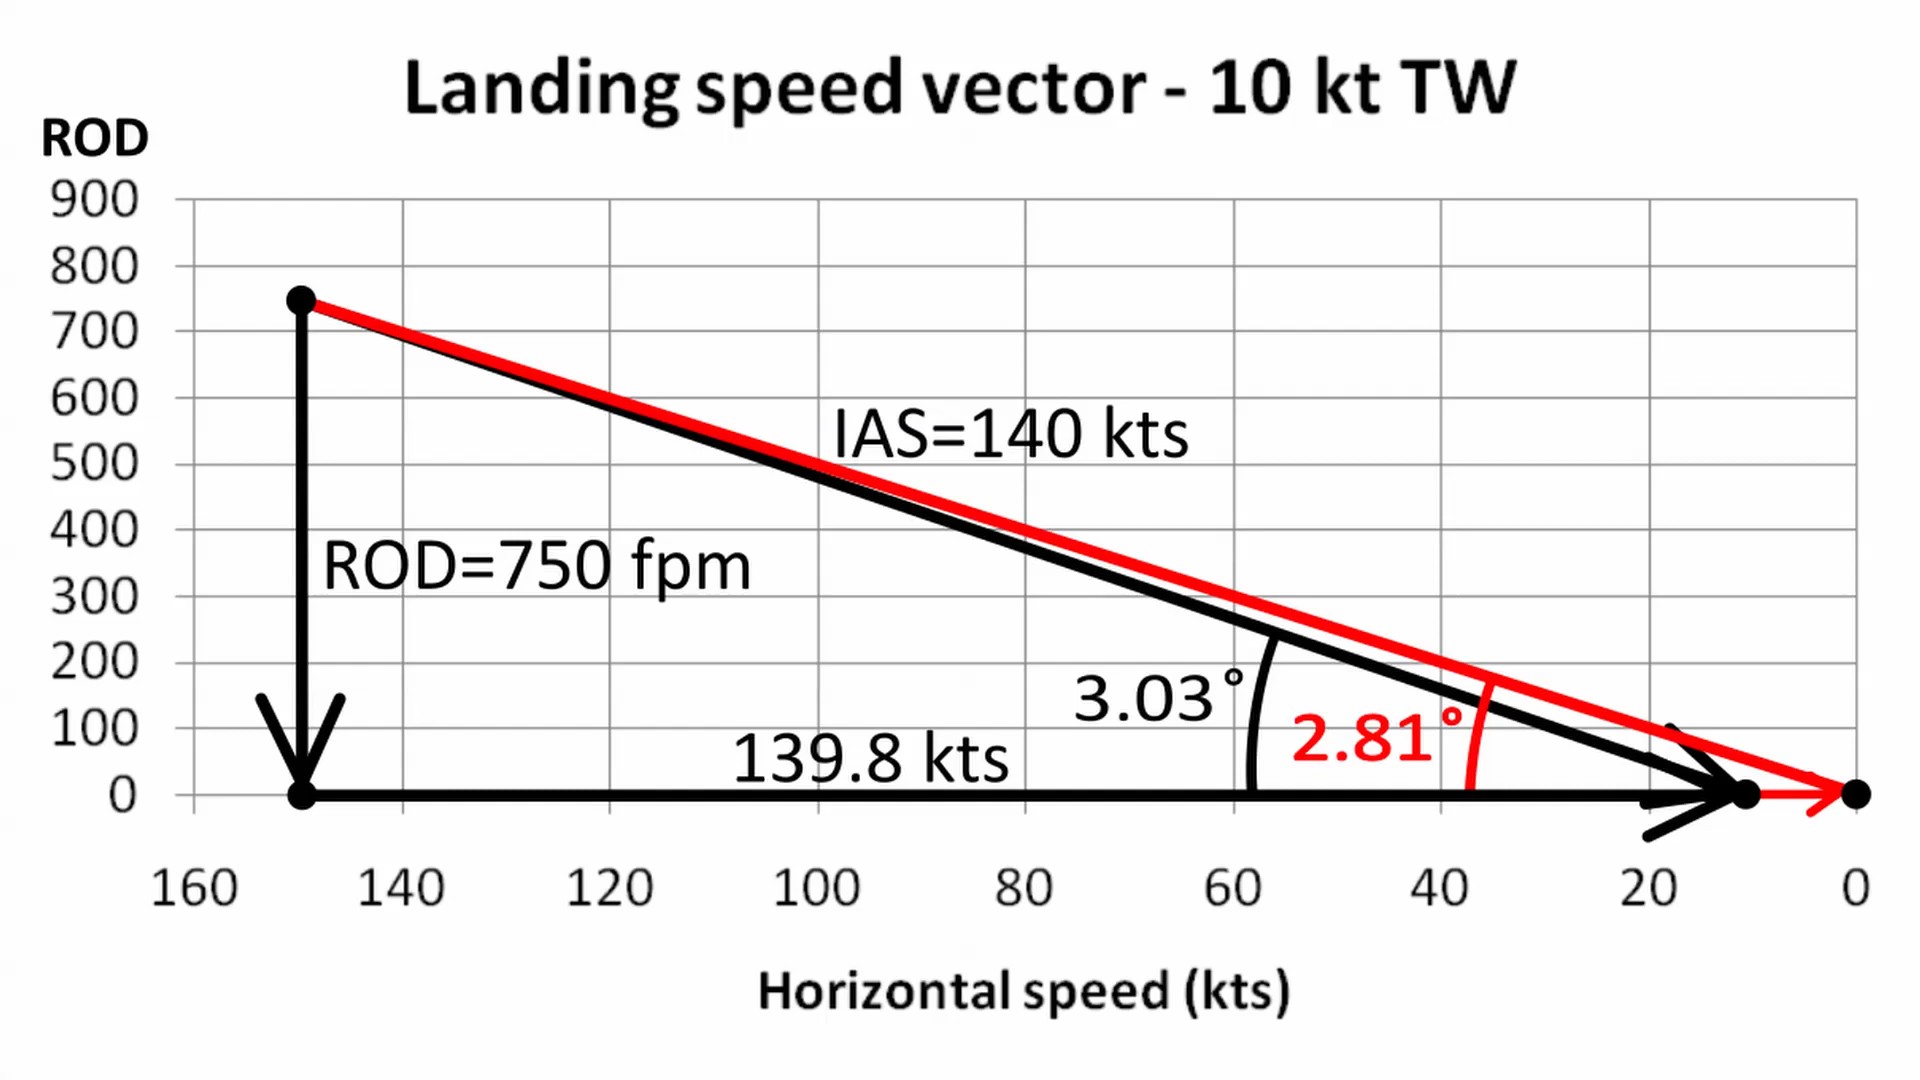 Landing speed vector - 10 kt TW
ROD
900
800
700
600
500
400
300
200
100
0
IAS=140 kts
ROD=750 fpm
3.03°
2.81°
139.8 kts
160 140 120 100 80 60 40 20 0
Horizontal speed (kts)